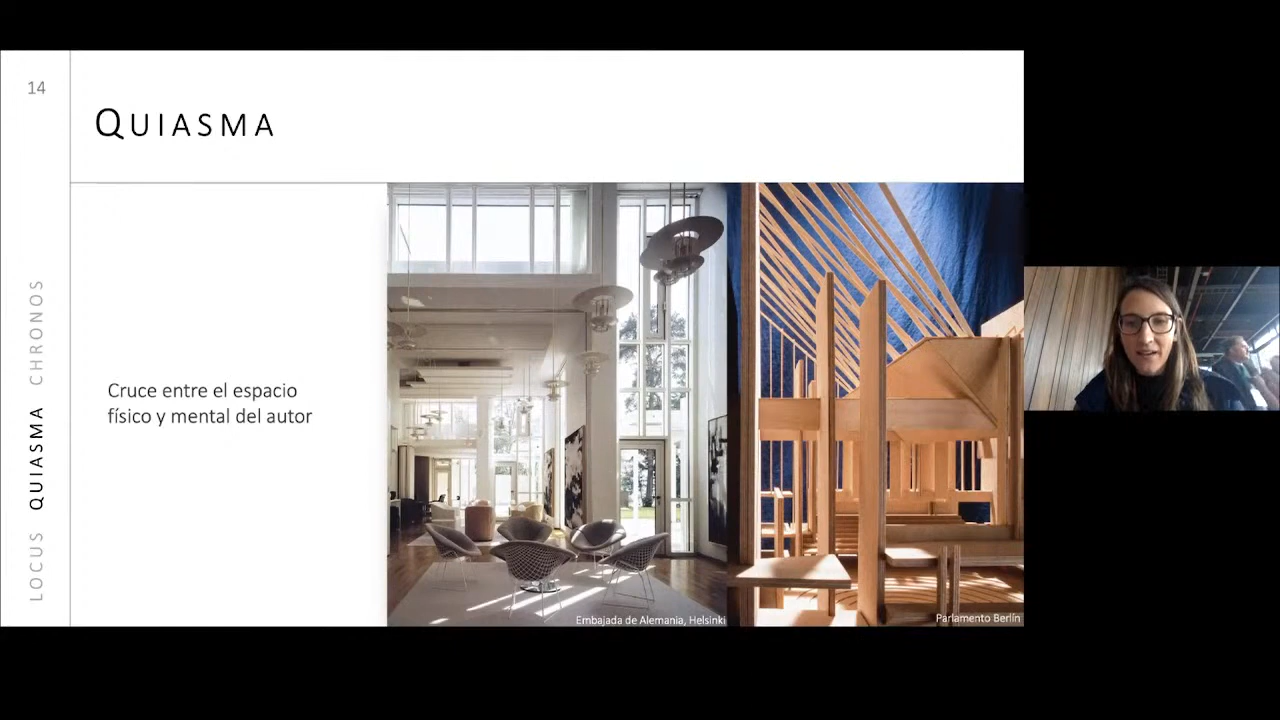 14
QUIASMA
LOCUS QUIASMA CHRONOS
Cruce entre el espacio
físico y mental del autor
Embajada de Alemania, Helsinki
Parlamento Berlín